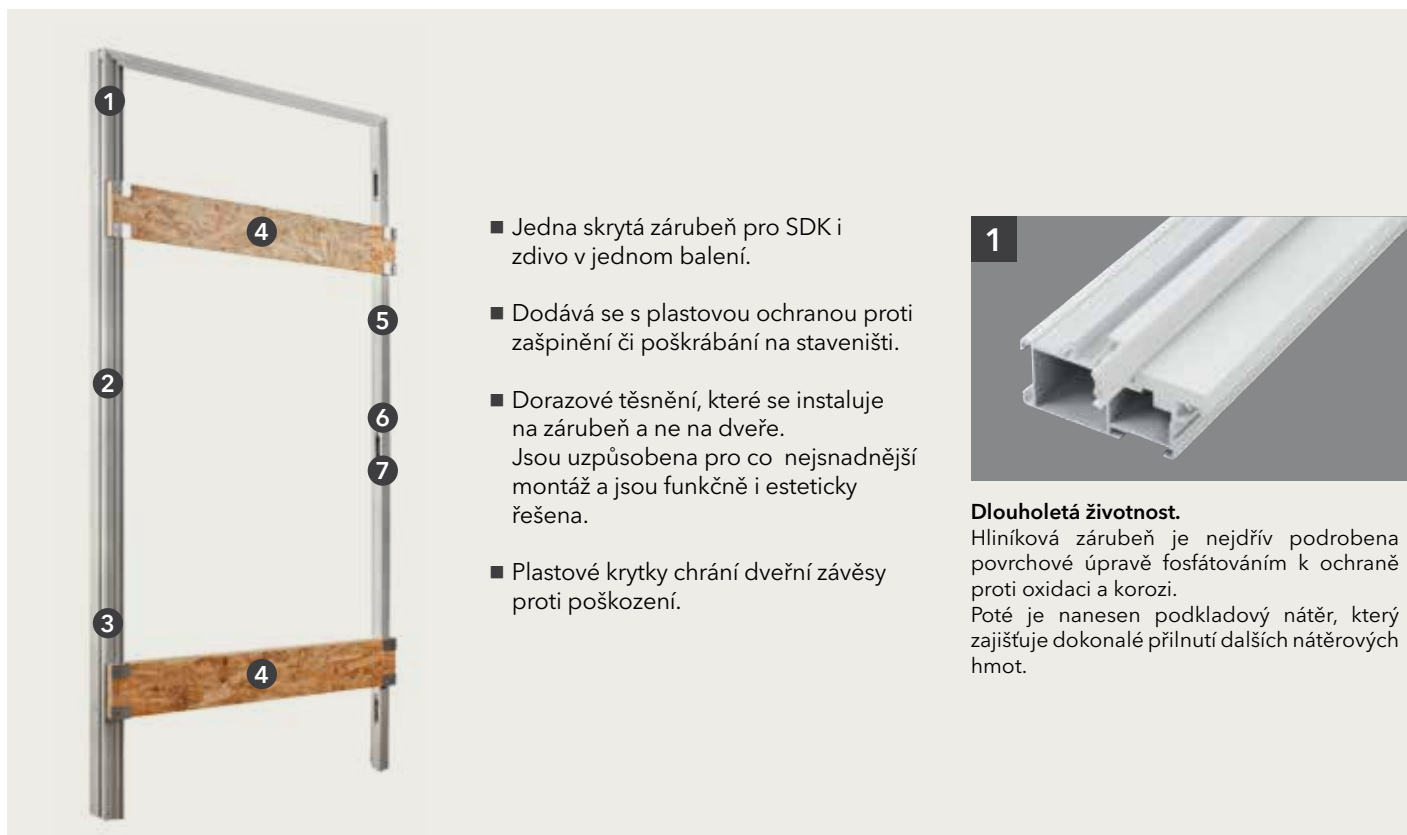 1
4
5
2
6
7
3
4
■ Jedna skrytá zárubeň pro SDK i
zdivo v jednom balení.
■ Dodává se s plastovou ochranou proti
zašpinění či poškrábání na staveništi.
■ Dorazové těsnění, které se instaluje
na zárubeň a ne na dveře.
Jsou uzpůsobena pro co nejsnadnější
montáž a jsou funkčně i esteticky
řešena.
■ Plastové krytky chrání dveřní závěsy
proti poškození.
1
Dlouholetá životnost.
Hliníková zárubeň je nejdřív podrobena
povrchové úpravě fosfátováním k ochraně
proti oxidaci a korozi.
Poté je nanesen podkladový nátěr, který
zajišťuje dokonalé přilnutí dalších nátěrových
hmot.